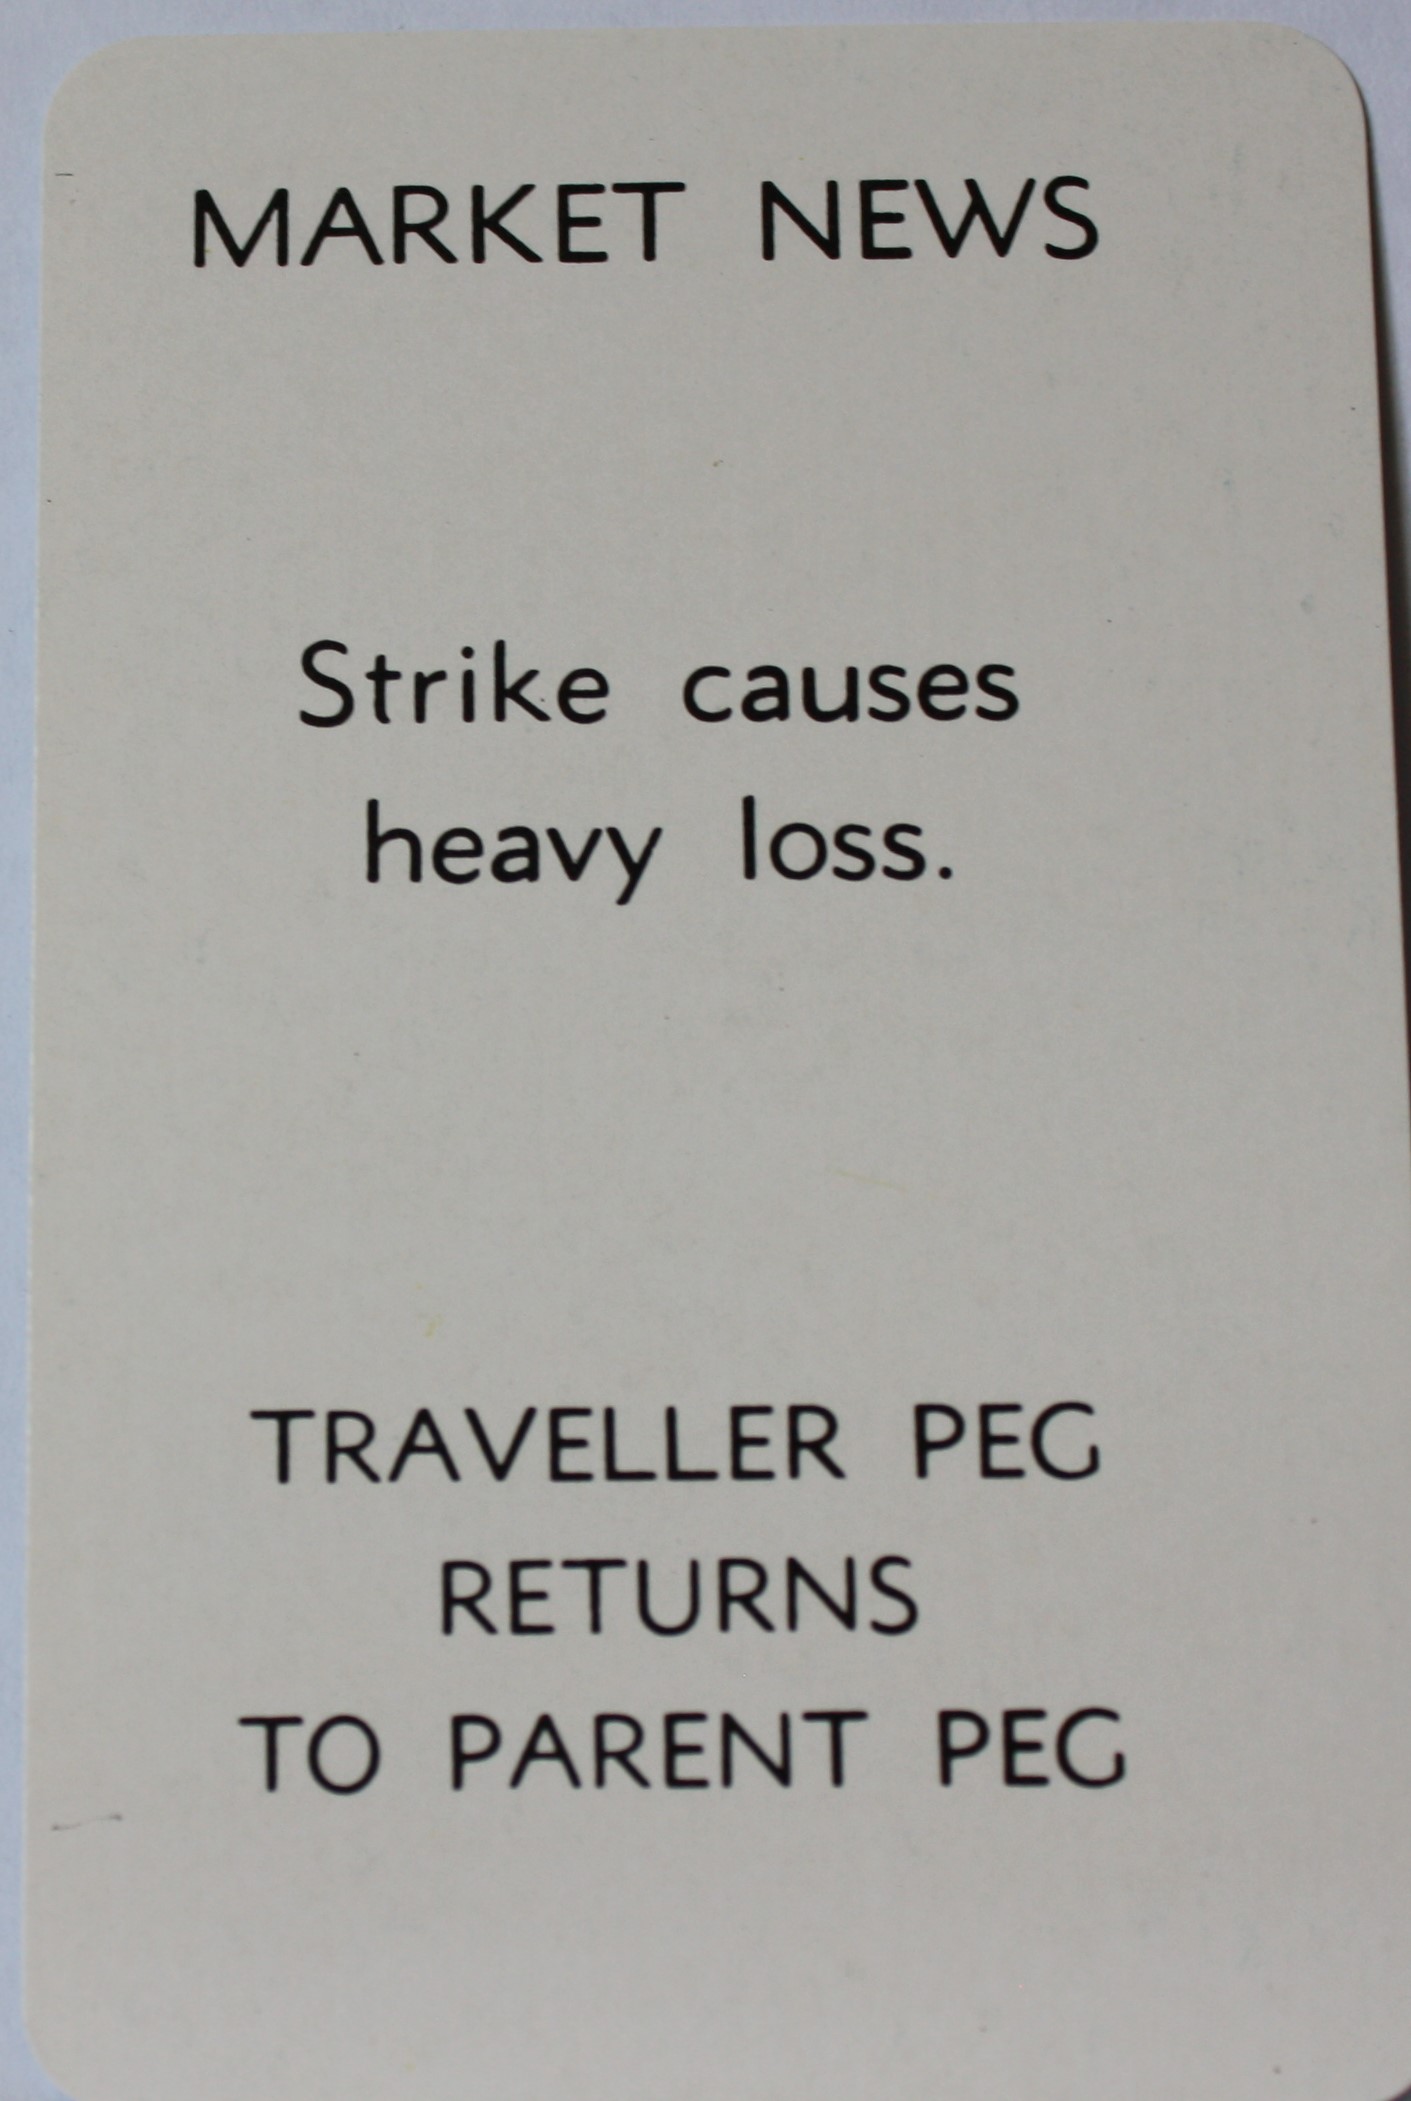 MARKET NEWS
Strike causes
heavy loss.
TRAVELLER PEG
RETURNS
TO PARENT PEG